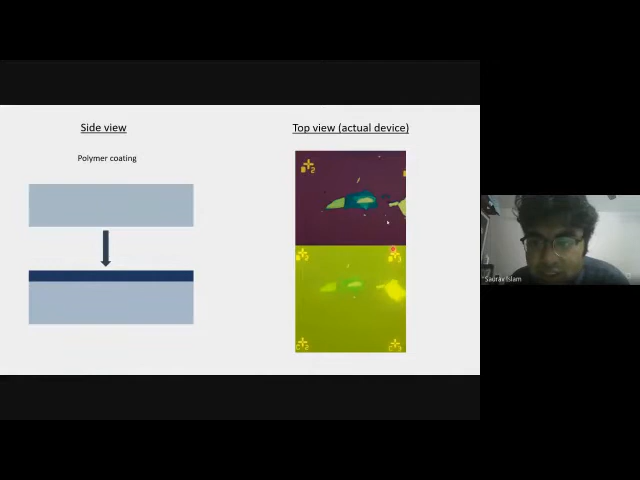 Side view
Top view (actual device)
Polymer coating
Saurav Islam